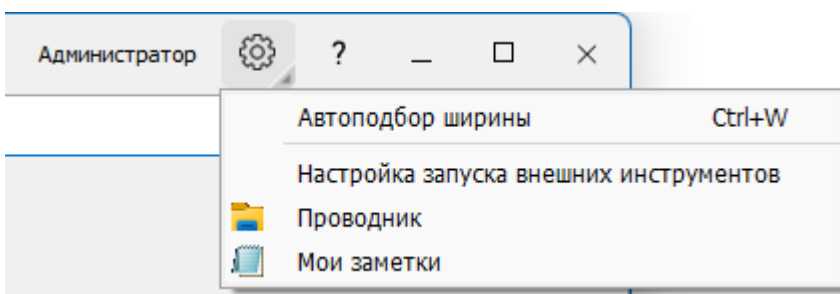 Администратор ?
Автоподбор ширины Ctrl+W
Настройка запуска внешних инструментов
Проводник
Мои заметки